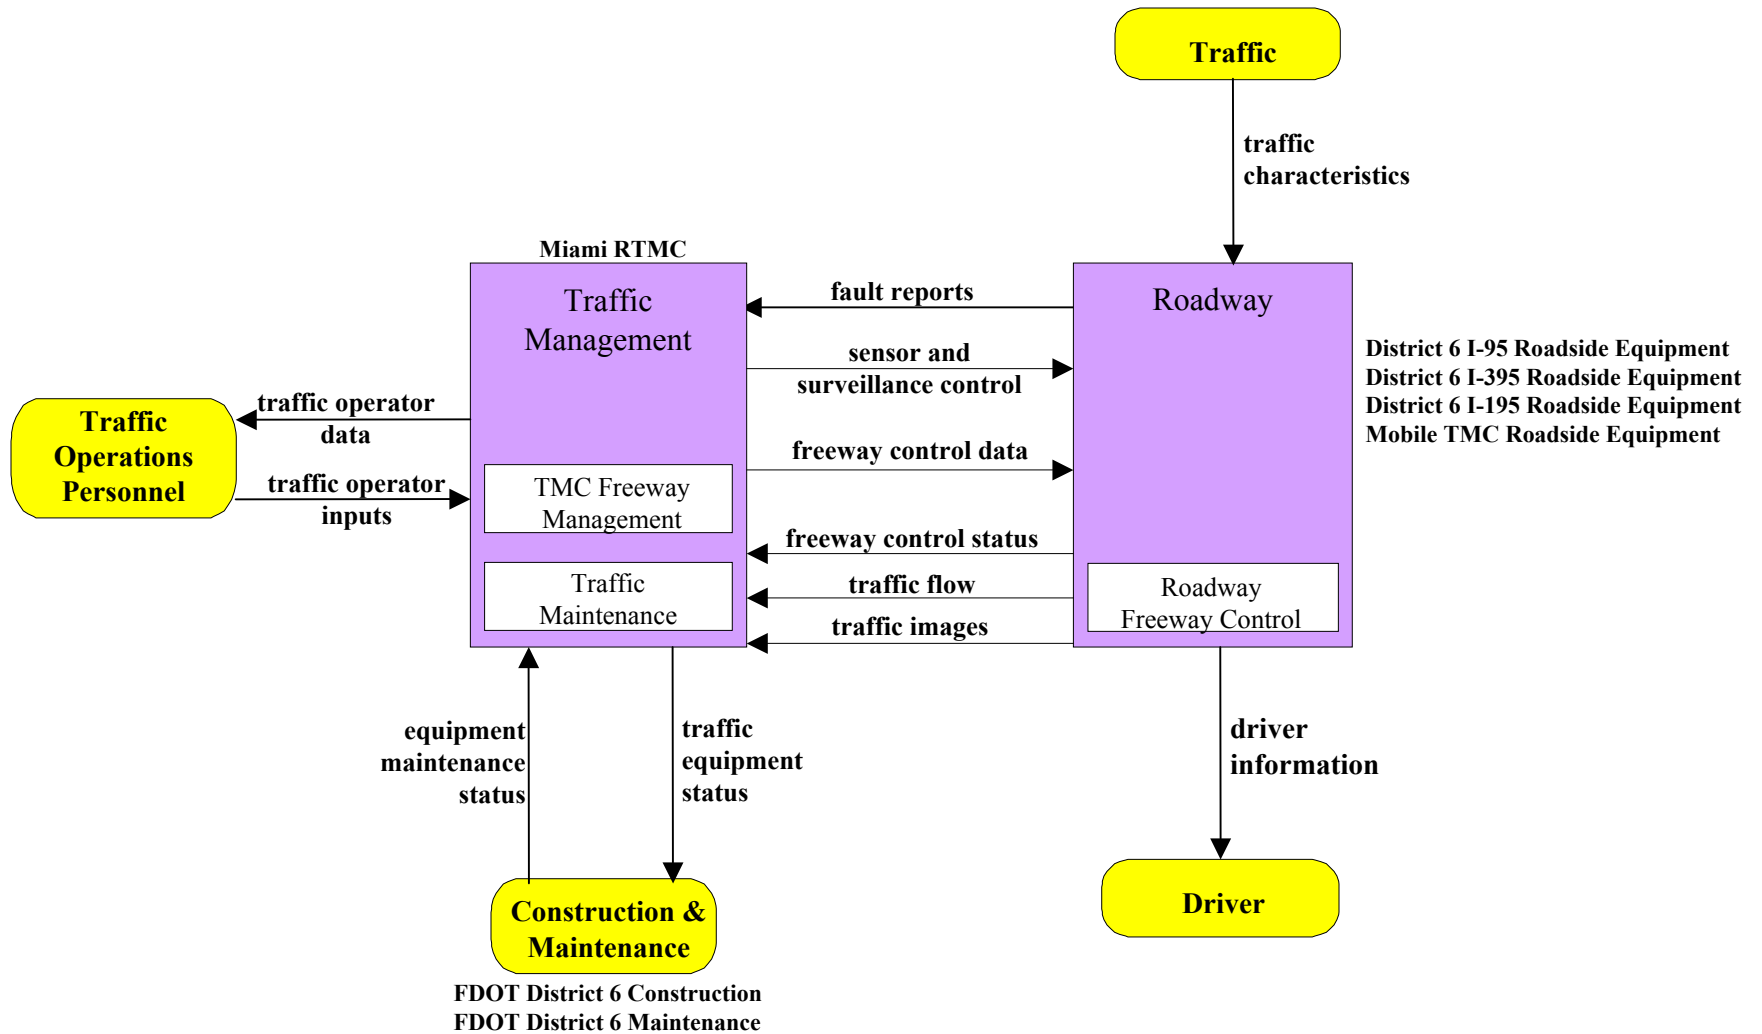 Traffic
traffic
characteristics
Miami RTMC
Traffic
Management
fault reports
Roadway
sensor and
surveillance control
District 6 I-95 Roadside Equipment
District 6 I-395 Roadside Equipment
District 6 I-195 Roadside Equipment
Mobile TMC Roadside Equipment
Traffic
Operations
Personnel
traffic operator
data
traffic operator
inputs
freeway control data
TMC Freeway
Management
freeway control status
Traffic
Maintenance
traffic flow
traffic images
Roadway
Freeway Control
equipment
maintenance
status
traffic
equipment
status
driver
information
Construction &
Maintenance
Driver
FDOT District 6 Construction
FDOT District 6 Maintenance